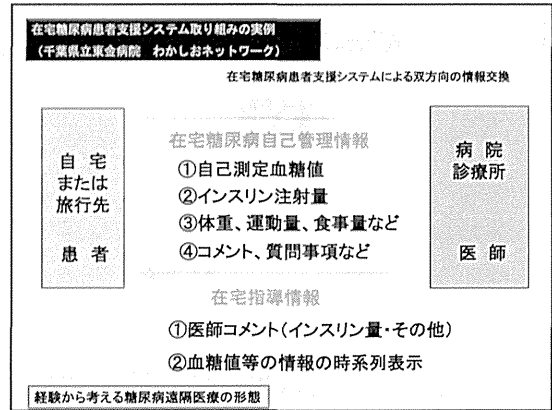 在宅糖尿病患者支援システム取り組みの実例
（千葉県立東金病院　わかしおネットワーク）
在宅糖尿病患者支援システムによる双方向の情報交換
自宅
または
旅行先
患者
在宅糖尿病自己管理情報
①自己測定血糖値
②インスリン注射量
③体重、運動量、食事量など
④コメント、質問事項など
病院
診療所
医師
在宅指導情報
①医師コメント（インスリン量・その他）
②血糖値等の情報の時系列表示
経験から考える糖尿病遠隔医療の形態